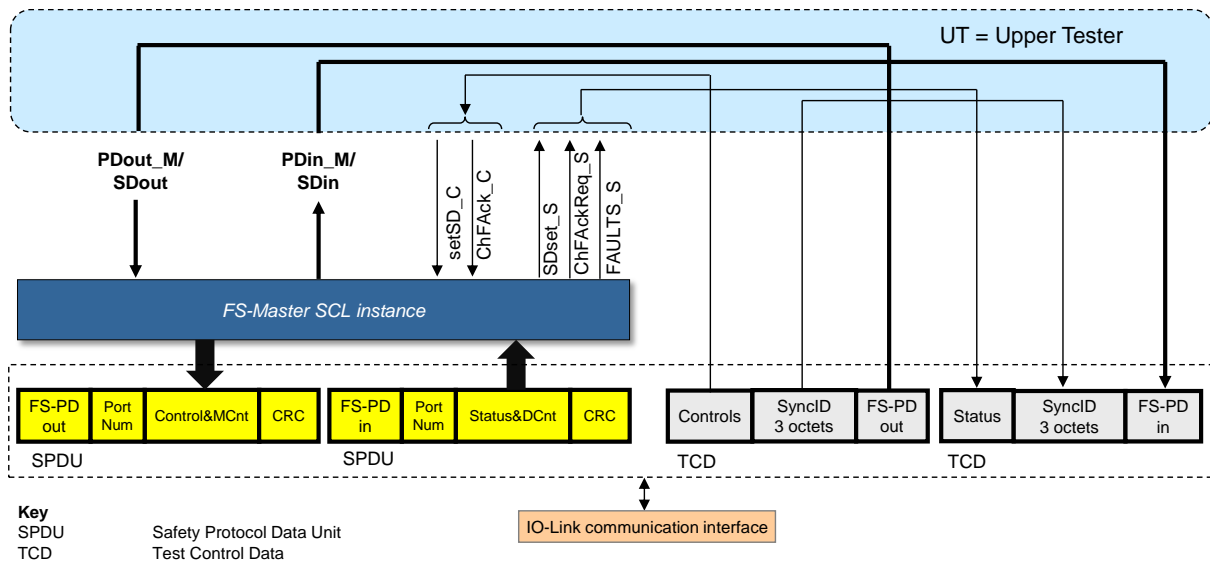 UT = Upper Tester
PDout_M/
SDout
PDin_M/
SDin
setSD_C
ChFAck_C
SDset_S
ChFAckReq_S
FAULTS_S
FS-Master SCL instance
FS-PD
out
Port
Num
Control&MCnt
CRC
FS-PD
in
Port
Num
Status&DCnt
CRC
Controls
SyncID
3 octets
FS-PD
out
Status
SyncID
3 octets
FS-PD
in
SPDU
SPDU
TCD
TCD
IO-Link communication interface
Key
SPDU Safety Protocol Data Unit
TCD Test Control Data